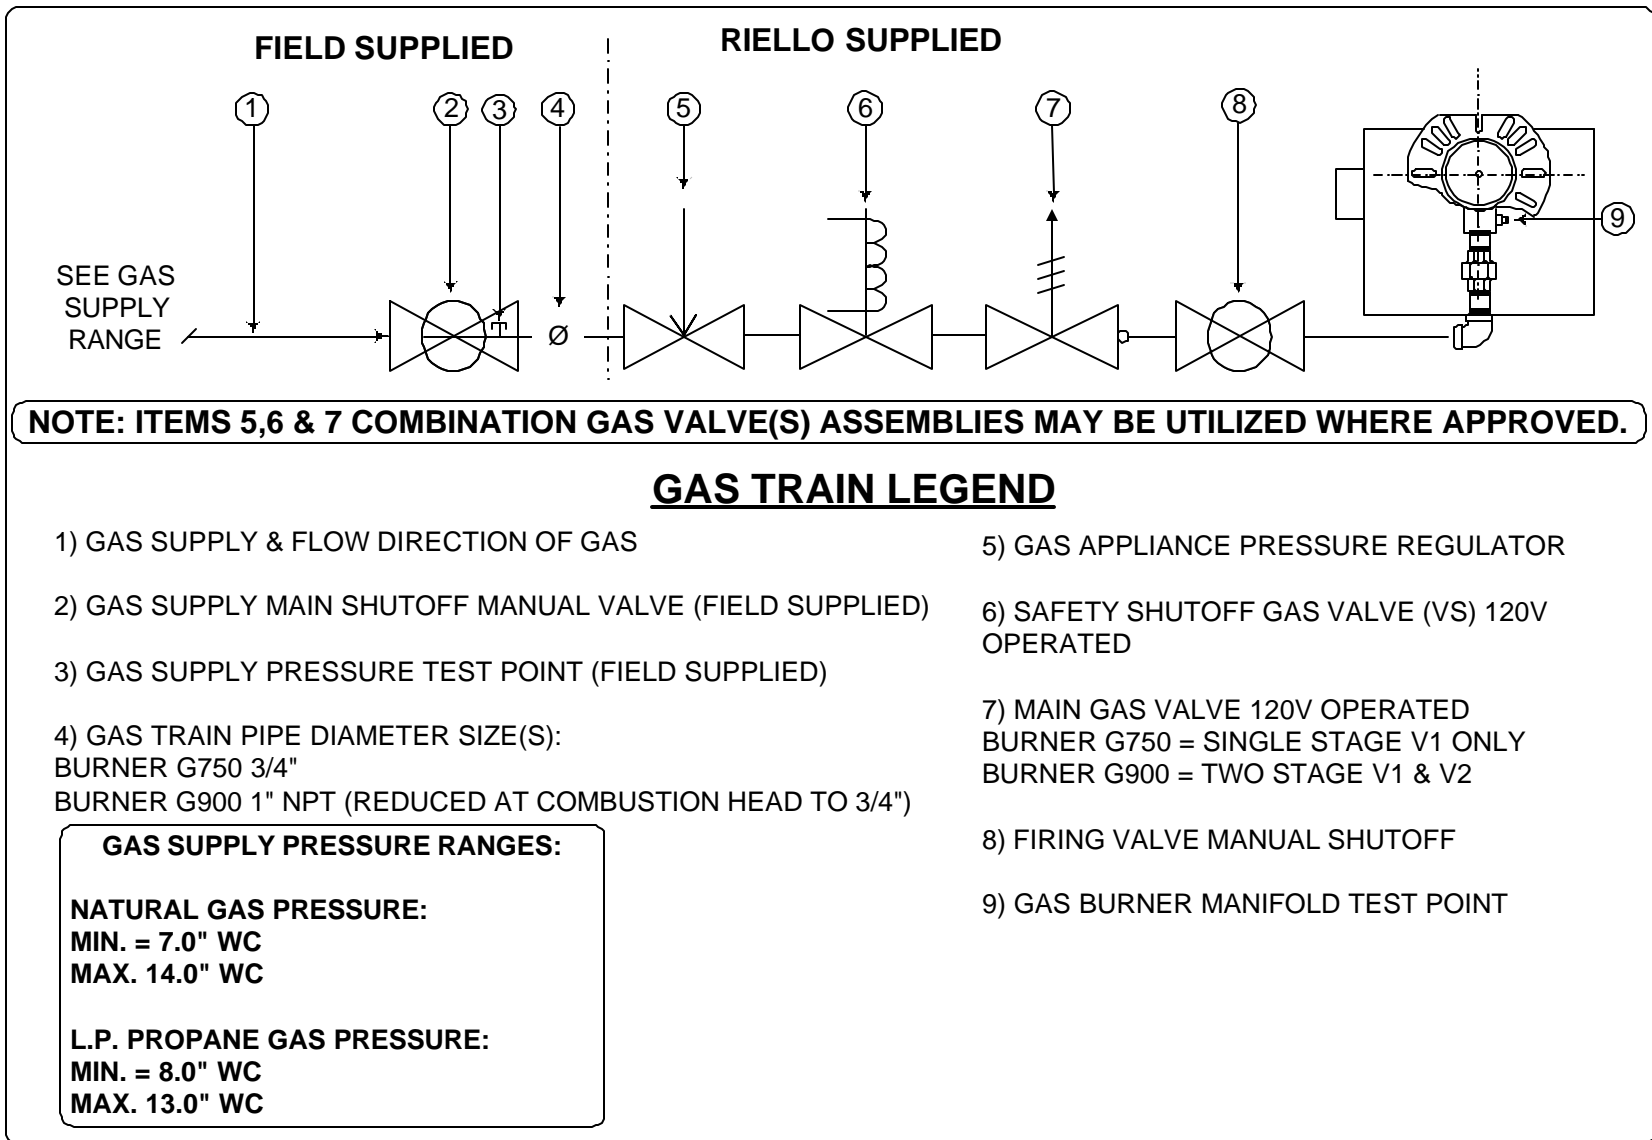 FIELD SUPPLIED
RIELLO SUPPLIED
1
2
3
4
5
6
7
8
9
SEE GAS
SUPPLY
RANGE
Ø
NOTE: ITEMS 5,6 & 7 COMBINATION GAS VALVE(S) ASSEMBLIES MAY BE UTILIZED WHERE APPROVED.
GAS TRAIN LEGEND
1) GAS SUPPLY & FLOW DIRECTION OF GAS
2) GAS SUPPLY MAIN SHUTOFF MANUAL VALVE (FIELD SUPPLIED)
3) GAS SUPPLY PRESSURE TEST POINT (FIELD SUPPLIED)
4) GAS TRAIN PIPE DIAMETER SIZE(S):
BURNER G750 3/4"
BURNER G900 1" NPT (REDUCED AT COMBUSTION HEAD TO 3/4")
GAS SUPPLY PRESSURE RANGES:
NATURAL GAS PRESSURE:
MIN. = 7.0" WC
MAX. 14.0" WC
L.P. PROPANE GAS PRESSURE:
MIN. = 8.0" WC
MAX. 13.0" WC
5) GAS APPLIANCE PRESSURE REGULATOR
6) SAFETY SHUTOFF GAS VALVE (VS) 120V
OPERATED
7) MAIN GAS VALVE 120V OPERATED
BURNER G750 = SINGLE STAGE V1 ONLY
BURNER G900 = TWO STAGE V1 & V2
8) FIRING VALVE MANUAL SHUTOFF
9) GAS BURNER MANIFOLD TEST POINT